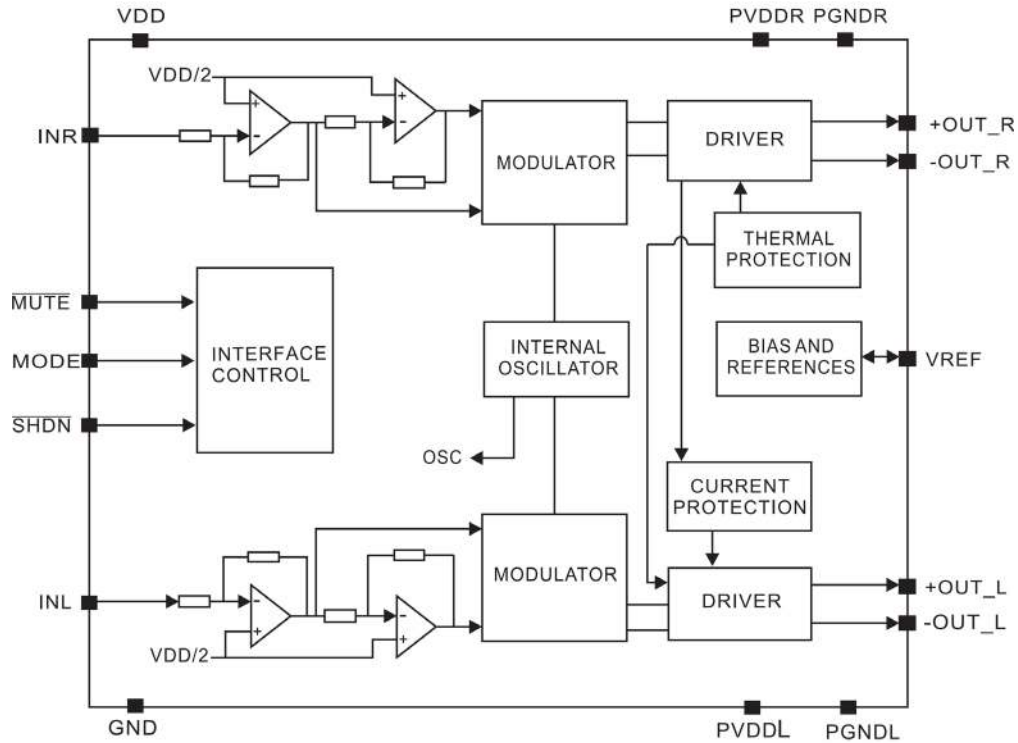 VDD
PVDDR
PGNDR
VDD/2
+
-
+
-
INR
MODULATOR
DRIVER
+OUT_R
-OUT_R
THERMAL
PROTECTION
MUTE
MODE
SHDN
INTERFACE
CONTROL
INTERNAL
OSCILLATOR
BIAS AND
REFERENCES
VREF
OSC
CURRENT
PROTECTION
INL
-
+
-
+
VDD/2
MODULATOR
DRIVER
+OUT_L
-OUT_L
GND
PVDDL
PGNDL